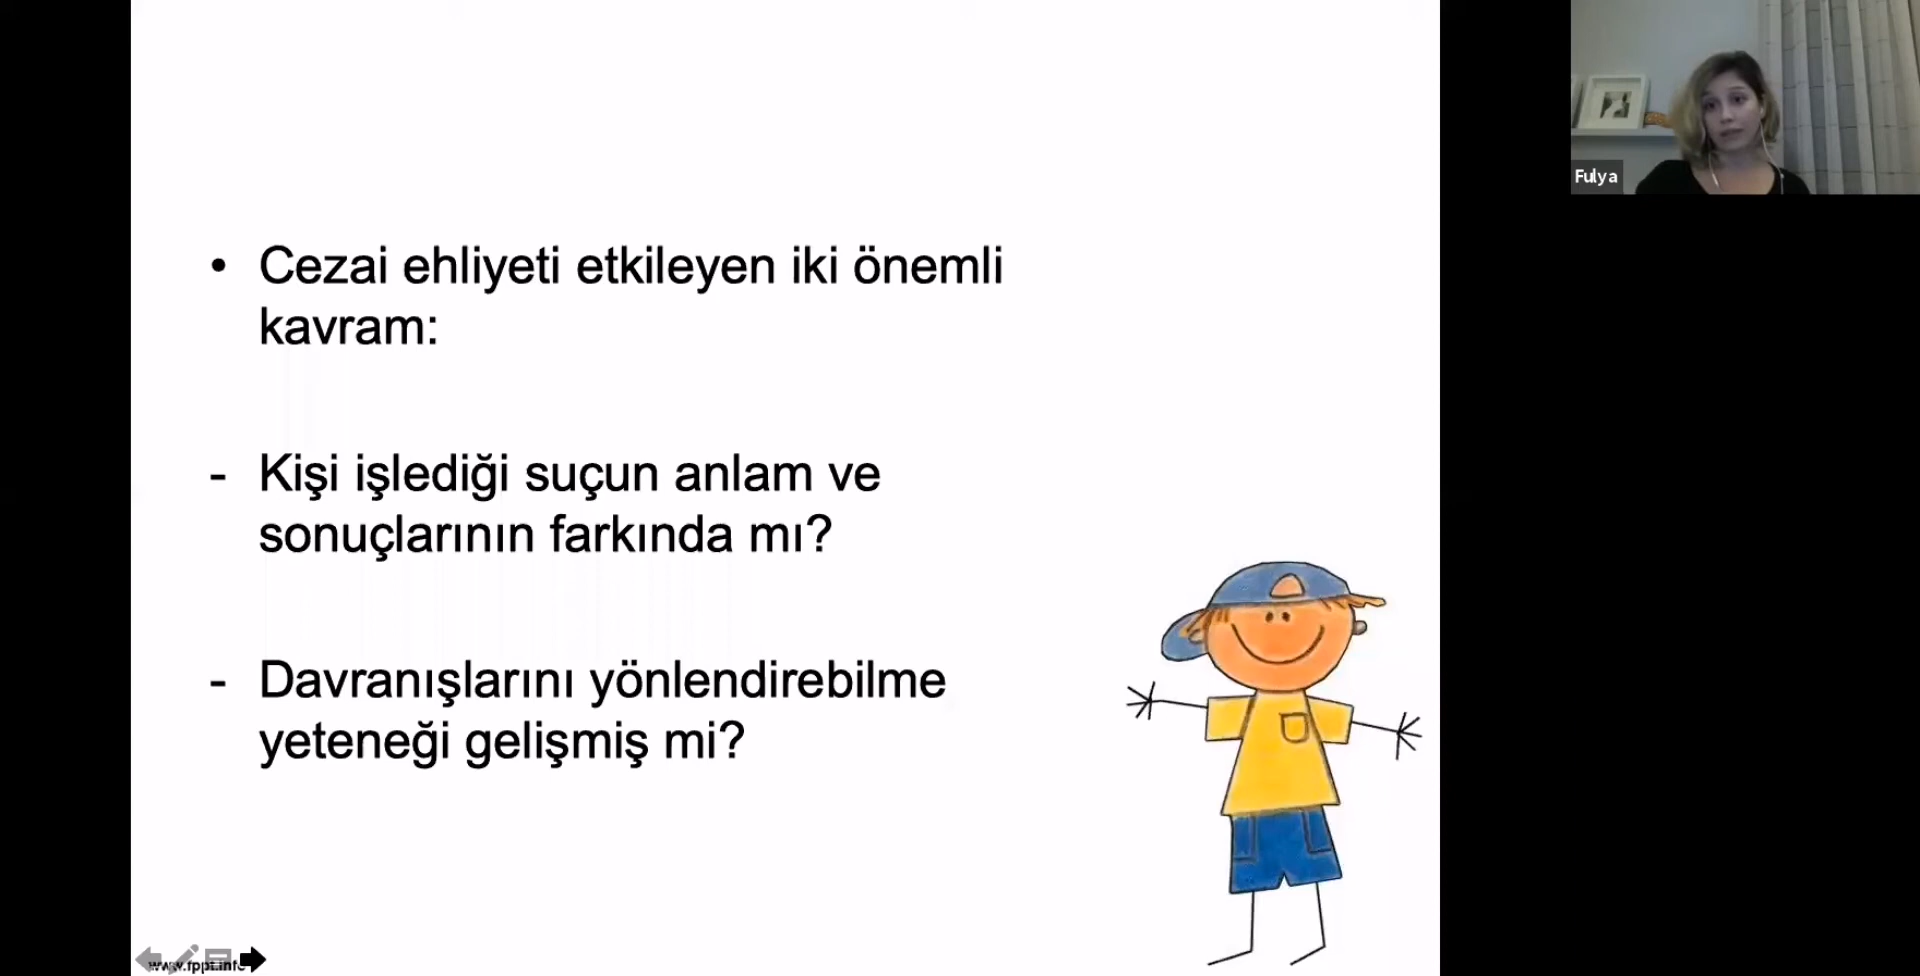 • Cezai ehliyeti etkileyen iki önemli
kavram:
- Kişi işlediği suçun anlam ve
sonuçlarının farkında mı?
- Davranışlarını yönlendirebilme
yeteneği gelişmiş mi?
Fulya
www.fppt.info